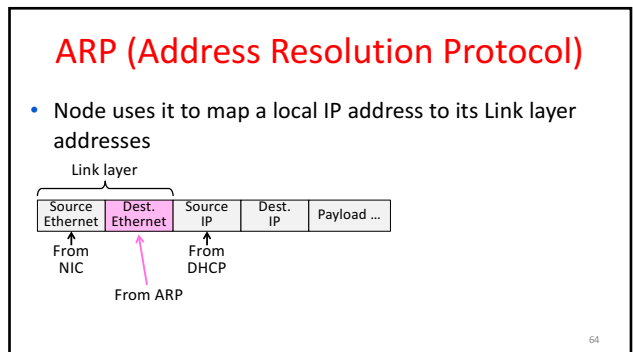 ARP (Address Resolution Protocol)
• Node uses it to map a local IP address to its Link layer
addresses
Link layer
Source Ethernet
Dest. Ethernet
Source IP
Dest. IP
Payload ...
From NIC
From DHCP
From ARP
64